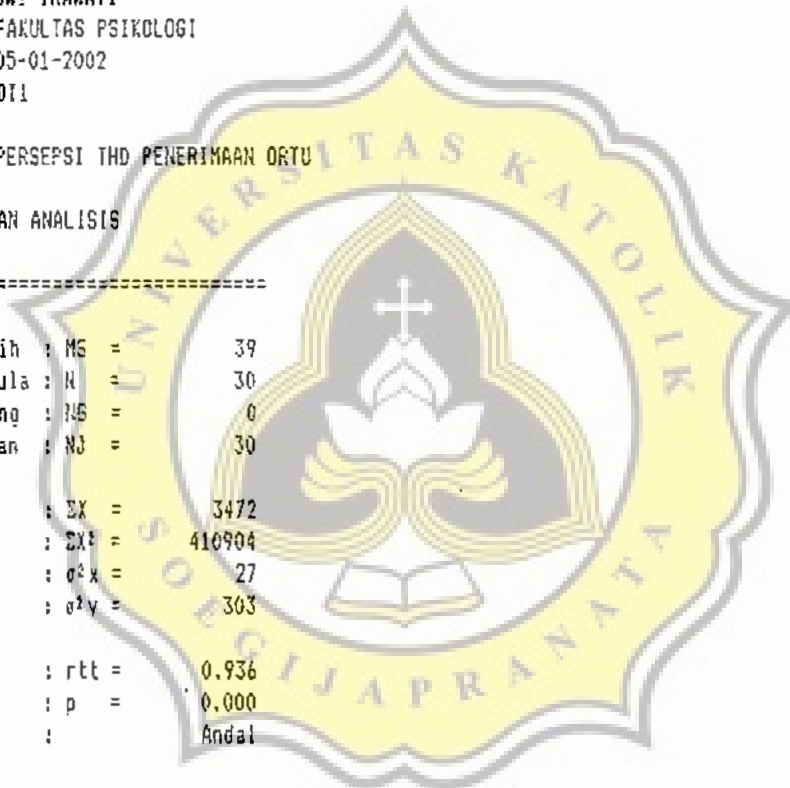 FAKULTAS PSIKOLOGI
05-01-2002
PERSEPSI THD PENERIMAAN ORTU
AN ANALISIS
========================
ih : MS = 39
ula : N = 30
ng : NG = 0
an : NJ = 30
: ΣX = 3472
: ΣX² = 410904
: σ²x = 27
: σ²y = 303
: rtt = 0.936
: p = 0.000
: Andal
UNIVERSITAS KATOLIK
SOEGIJAPRANATA